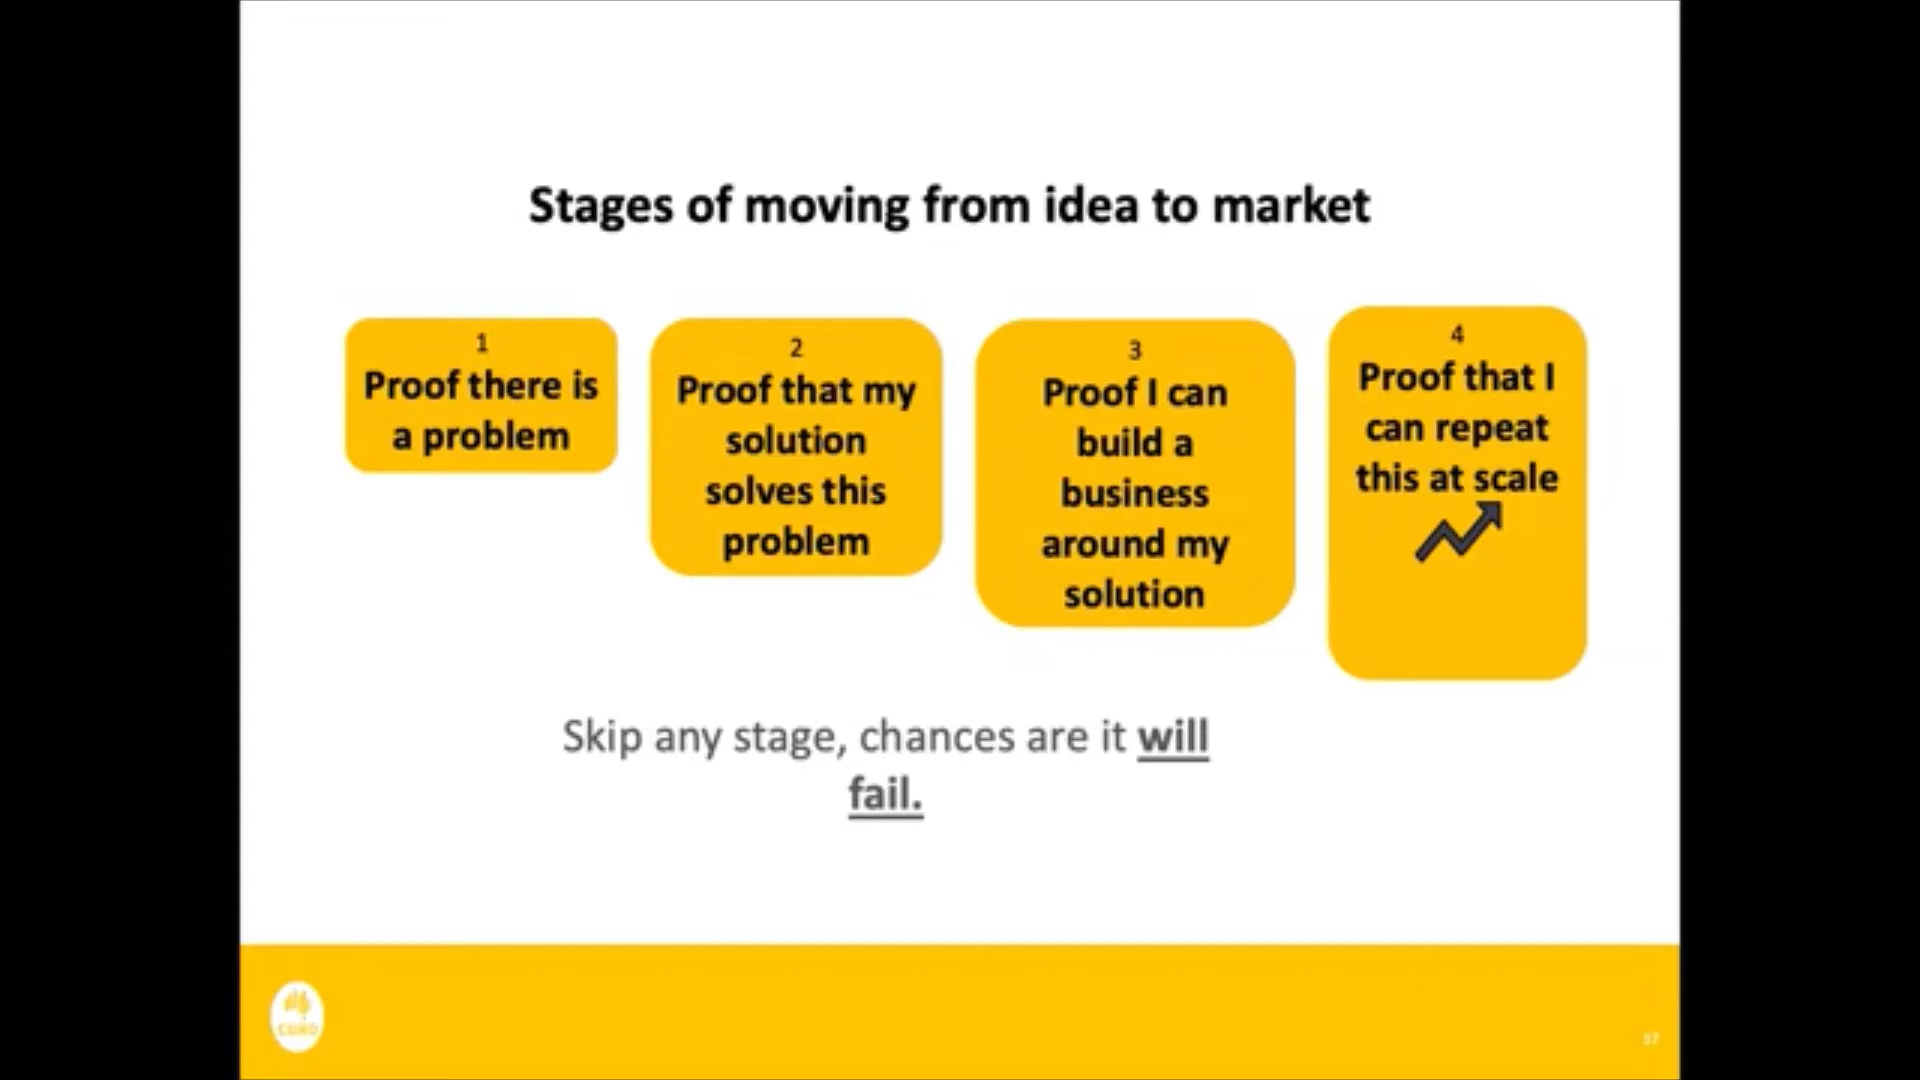 Stages of moving from idea to market
1
Proof there is
a problem
2
Proof that my
solution
solves this
problem
3
Proof I can
build a
business
around my
solution
4
Proof that I
can repeat
this at scale
Skip any stage, chances are it will
fail.
CSIRO